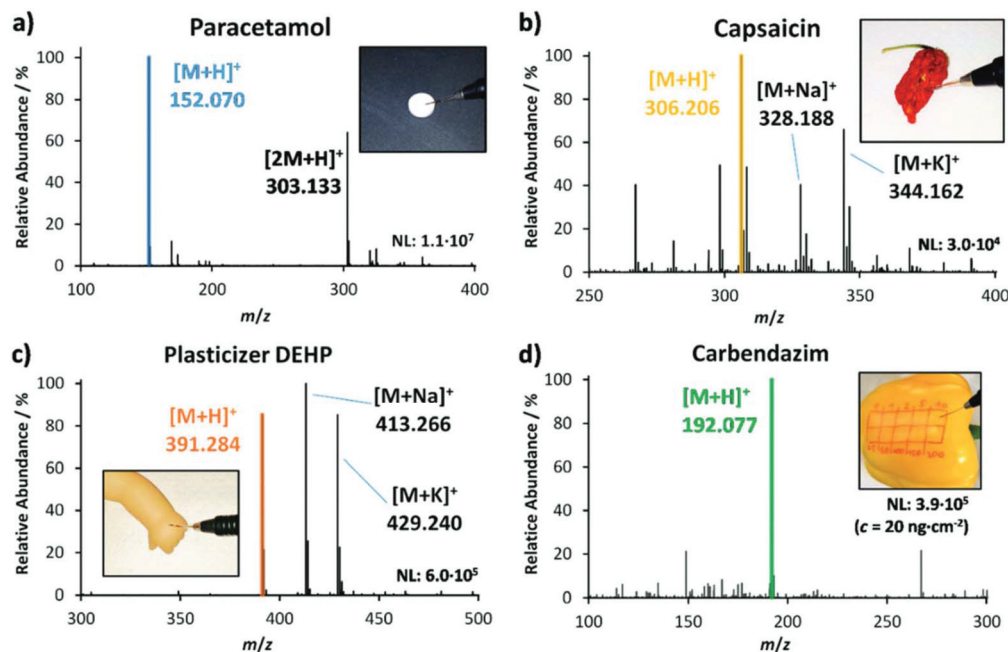 a)
Paracetamol
Relative Abundance / %
100
80
60
40
20
0
[M+H]⁺
152.070
[2M+H]⁺
303.133
NL: 1.1·10⁷
100
200
300
400
m/z
b)
Capsaicin
Relative Abundance / %
100
80
60
40
20
0
[M+H]⁺
306.206
[M+Na]⁺
328.188
[M+K]⁺
344.162
NL: 3.0·10⁴
250
300
350
400
m/z
c)
Plasticizer DEHP
Relative Abundance / %
100
80
60
40
20
0
[M+H]⁺
391.284
[M+Na]⁺
413.266
[M+K]⁺
429.240
NL: 6.0·10⁵
300
350
400
450
500
m/z
d)
Carbendazim
Relatice Abundance / %
100
80
60
40
20
0
[M+H]⁺
192.077
NL: 3.9·10⁵
(c = 20 ng·cm⁻²)
100
150
200
250
300
m/z